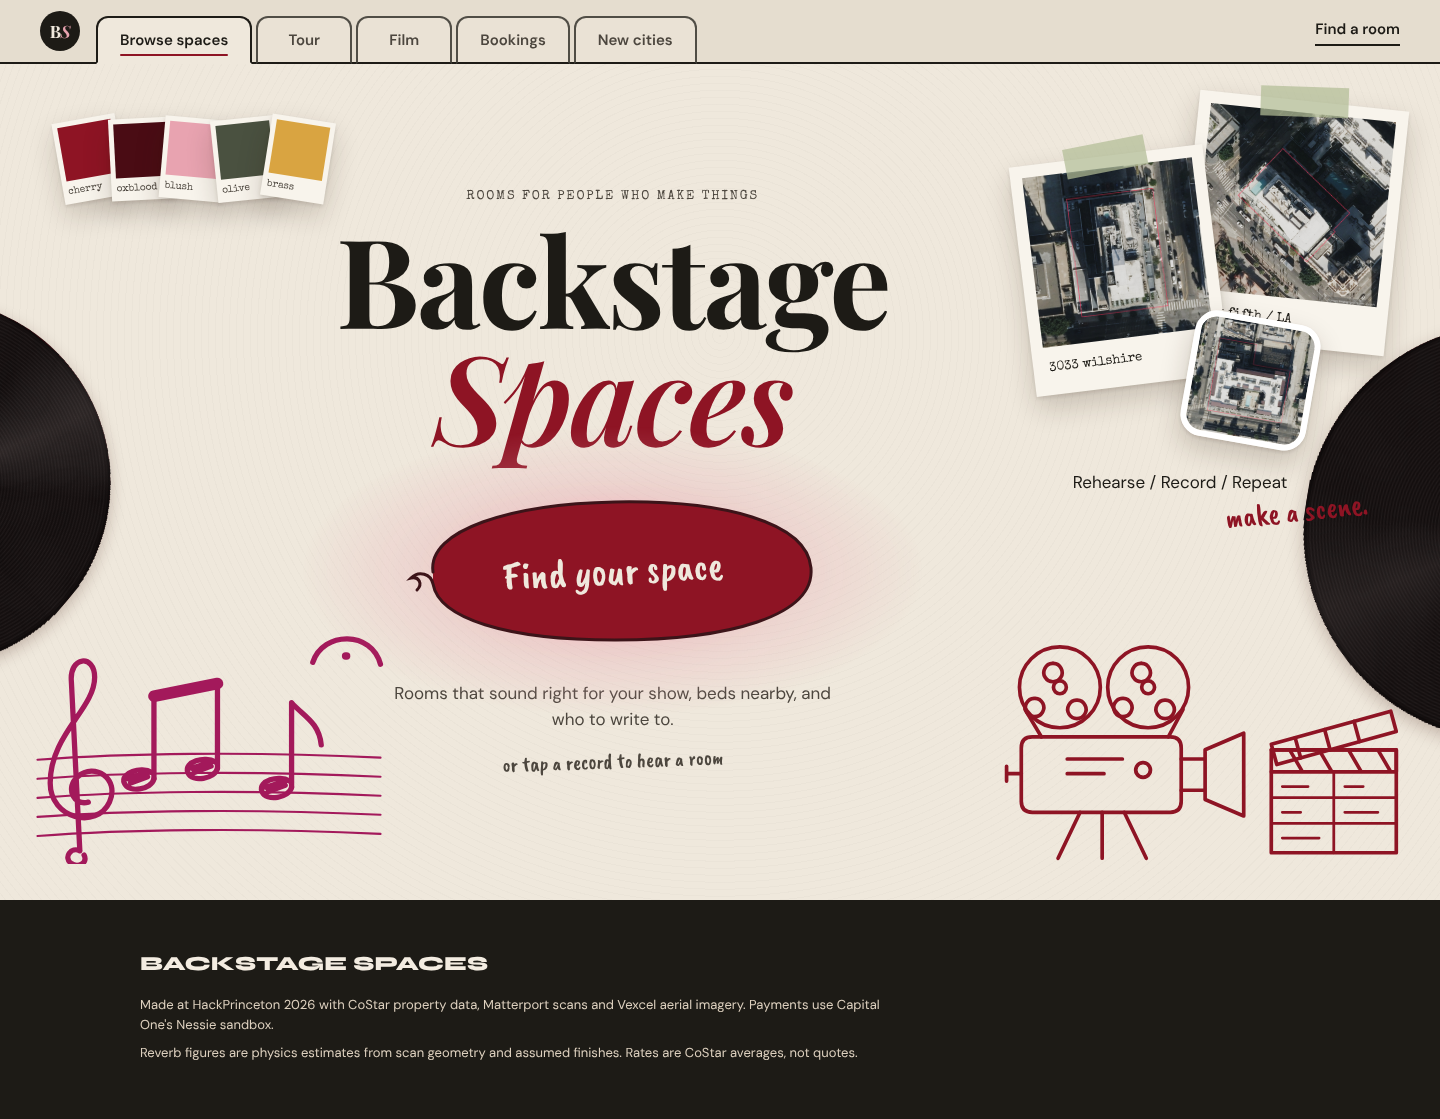 BS
Browse spaces
Tour
Film
Bookings
New cities
Find a room
cherry
oxblood
blush
olive
brass
ROOMS FOR PEOPLE WHO MAKE THINGS
Backstage
Spaces
fifth / LA
3033 wilshire
Rehearse / Record / Repeat
make a scene.
Find your space
Rooms that sound right for your show, beds nearby, and
who to write to.
or tap a record to hear a room
BACKSTAGE SPACES
Made at HackPrinceton 2026 with CoStar property data, Matterport scans and Vexcel aerial imagery. Payments use Capital
One's Nessie sandbox.
Reverb figures are physics estimates from scan geometry and assumed finishes. Rates are CoStar averages, not quotes.